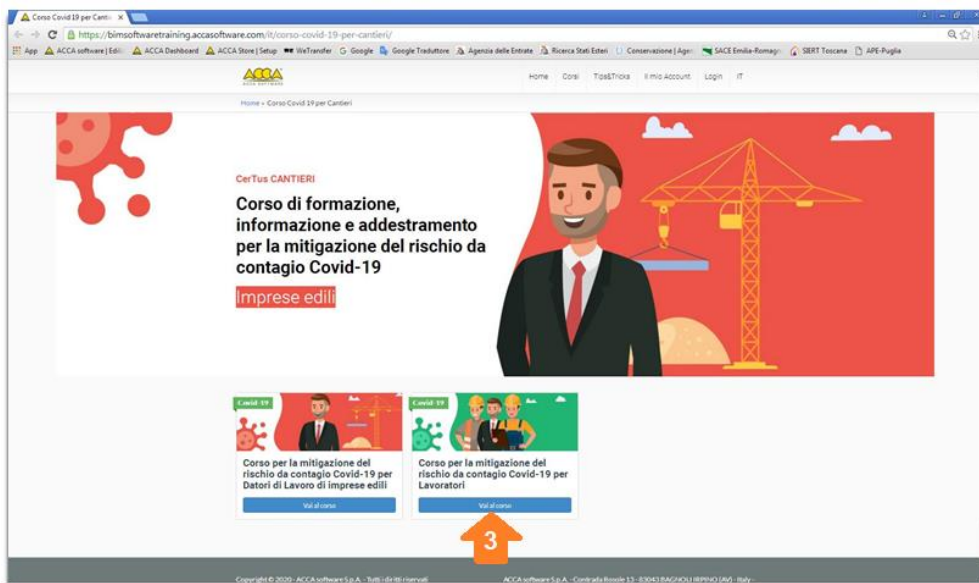 Corso Covid 19 per Canti
https://bimsoftwaretraining.accasoftware.com/it/corso-covid-19-per-cantieri/
App ACCA software | Edili ACCA Dashboard ACCA Store | Setup WeTransfer Google Google Traduttore Agenzia delle Entrate Ricerca Stati Esteri Conservazione | Agen SACE Emilia-Romagn SIERT Toscana APE-Puglia
ACCA
ACCA SOFTWARE
Home Corsi Tips&Tricks Il mio Account Login IT
Home » Corso Covid 19 per Cantieri
CerTus CANTIERI
Corso di formazione,
informazione e addestramento
per la mitigazione del rischio da
contagio Covid-19
Imprese edili
Covid-19
Corso per la mitigazione del
rischio da contagio Covid-19 per
Datori di Lavoro di imprese edili
Vai al corso
Covid-19
Corso per la mitigazione del
rischio da contagio Covid-19 per
Lavoratori
Vai al corso
3
Copyright © 2020 - ACCA software S.p.A. - Tutti i diritti riservati
ACCA software S.p.A. - Contrada Rosole 13 - 83043 BAGNOLI IRPINO (AV) - Italy -